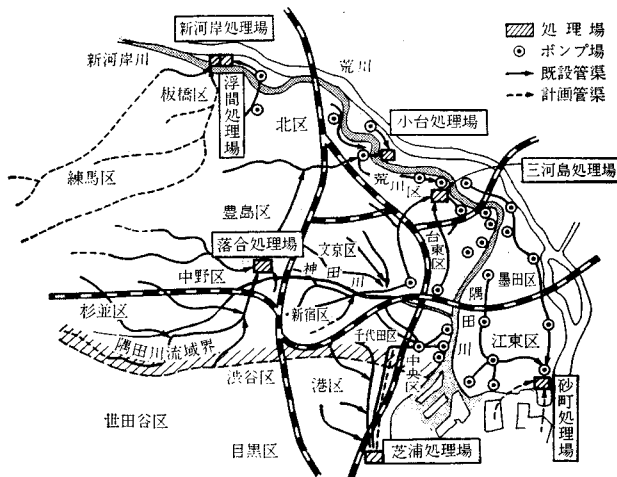 新河岸処理場
処理場
ポンプ場
既設管渠
計画管渠
新河岸川
荒川
板橋区
浮間処理場
北区
小台処理場
三河島処理場
練馬区
荒川区
豊島区
落合処理場
文京区
台東区
中野区
神田川
墨田区
隅田川
杉並区
新宿区
千代田区
江東区
隅田川流域界
中央区
渋谷区
港区
砂町処理場
世田谷区
目黒区
芝浦処理場